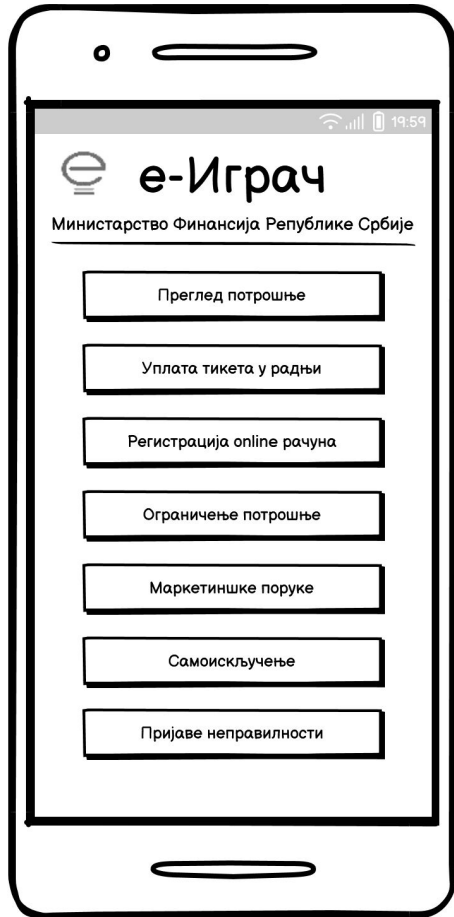 19:59
е-Играч
Министарство Финансија Републике Србије
Преглед потрошње
Уплата тикета у радњи
Регистрација online рачуна
Ограничење потрошње
Маркетиншке поруке
Самоискључење
Пријаве неправилности